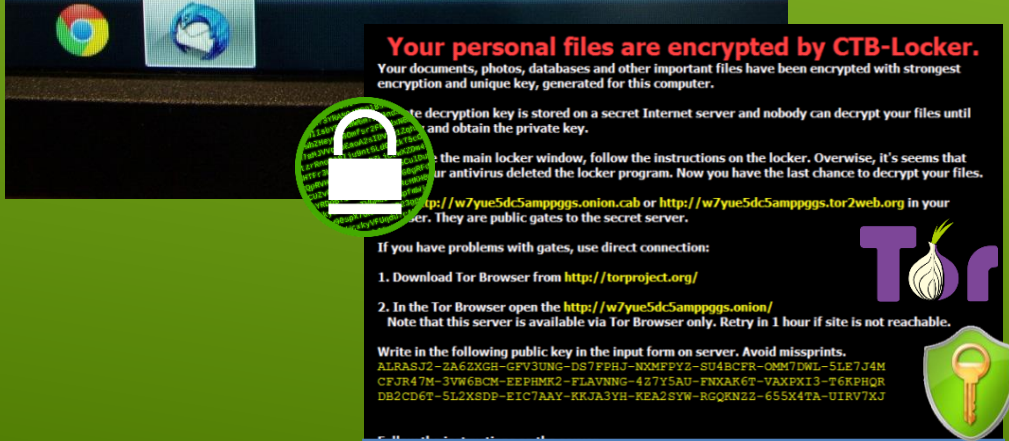 Your personal files are encrypted by CTB-Locker.
Your documents, photos, databases and other important files have been encrypted with strongest
encryption and unique key, generated for this computer.
decryption key is stored on a secret Internet server and nobody can decrypt your files until
and obtain the private key.
the main locker window, follow the instructions on the locker. Overwise, it's seems that
antivirus deleted the locker program. Now you have the last chance to decrypt your files.
http://w7yue5dc5amppggs.onion.cab or http://w7yue5dc5amppggs.tor2web.org in your
They are public gates to the secret server.
If you have problems with gates, use direct connection:
1. Download Tor Browser from http://torproject.org/
Tor
2. In the Tor Browser open the http://w7yue5dc5amppggs.onion/
Note that this server is available via Tor Browser only. Retry in 1 hour if site is not reachable.
Write in the following public key in the input form on server. Avoid missprints.
ALRASJ2-ZA6ZXGH-GFV3UNG-DS7FPHJ-NXMFPYZ-SU4BCFR-OMM7DWL-5LE7J4M
CFJR47M-3VW6BCM-EEPHMK2-FLAVNNG-4Z7Y5AU-FNXAK6T-VAXPXI3-T6KPHQR
DB2CD6T-5L2XSDP-EIC7AAY-KKJA3YH-KEA2SYW-RGQKNZZ-655X4TA-UIRV7XJ